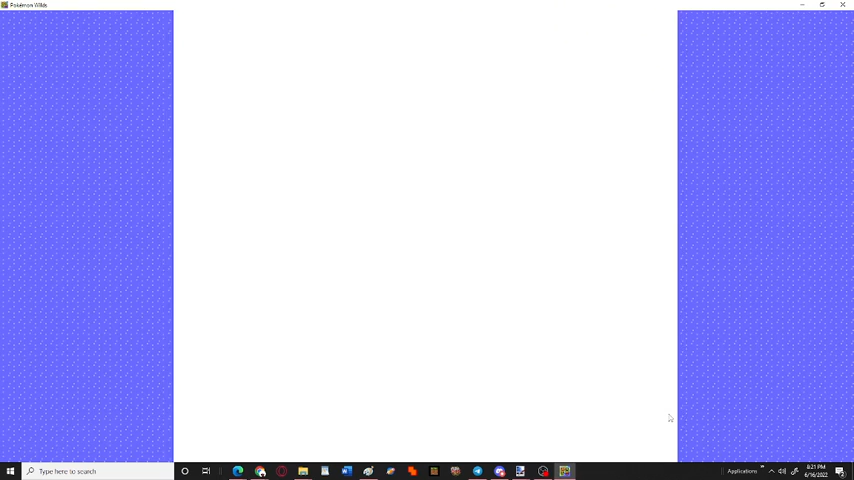 Pokémon Wilds
Type here to search
Applications
8:21 PM
6/16/2022